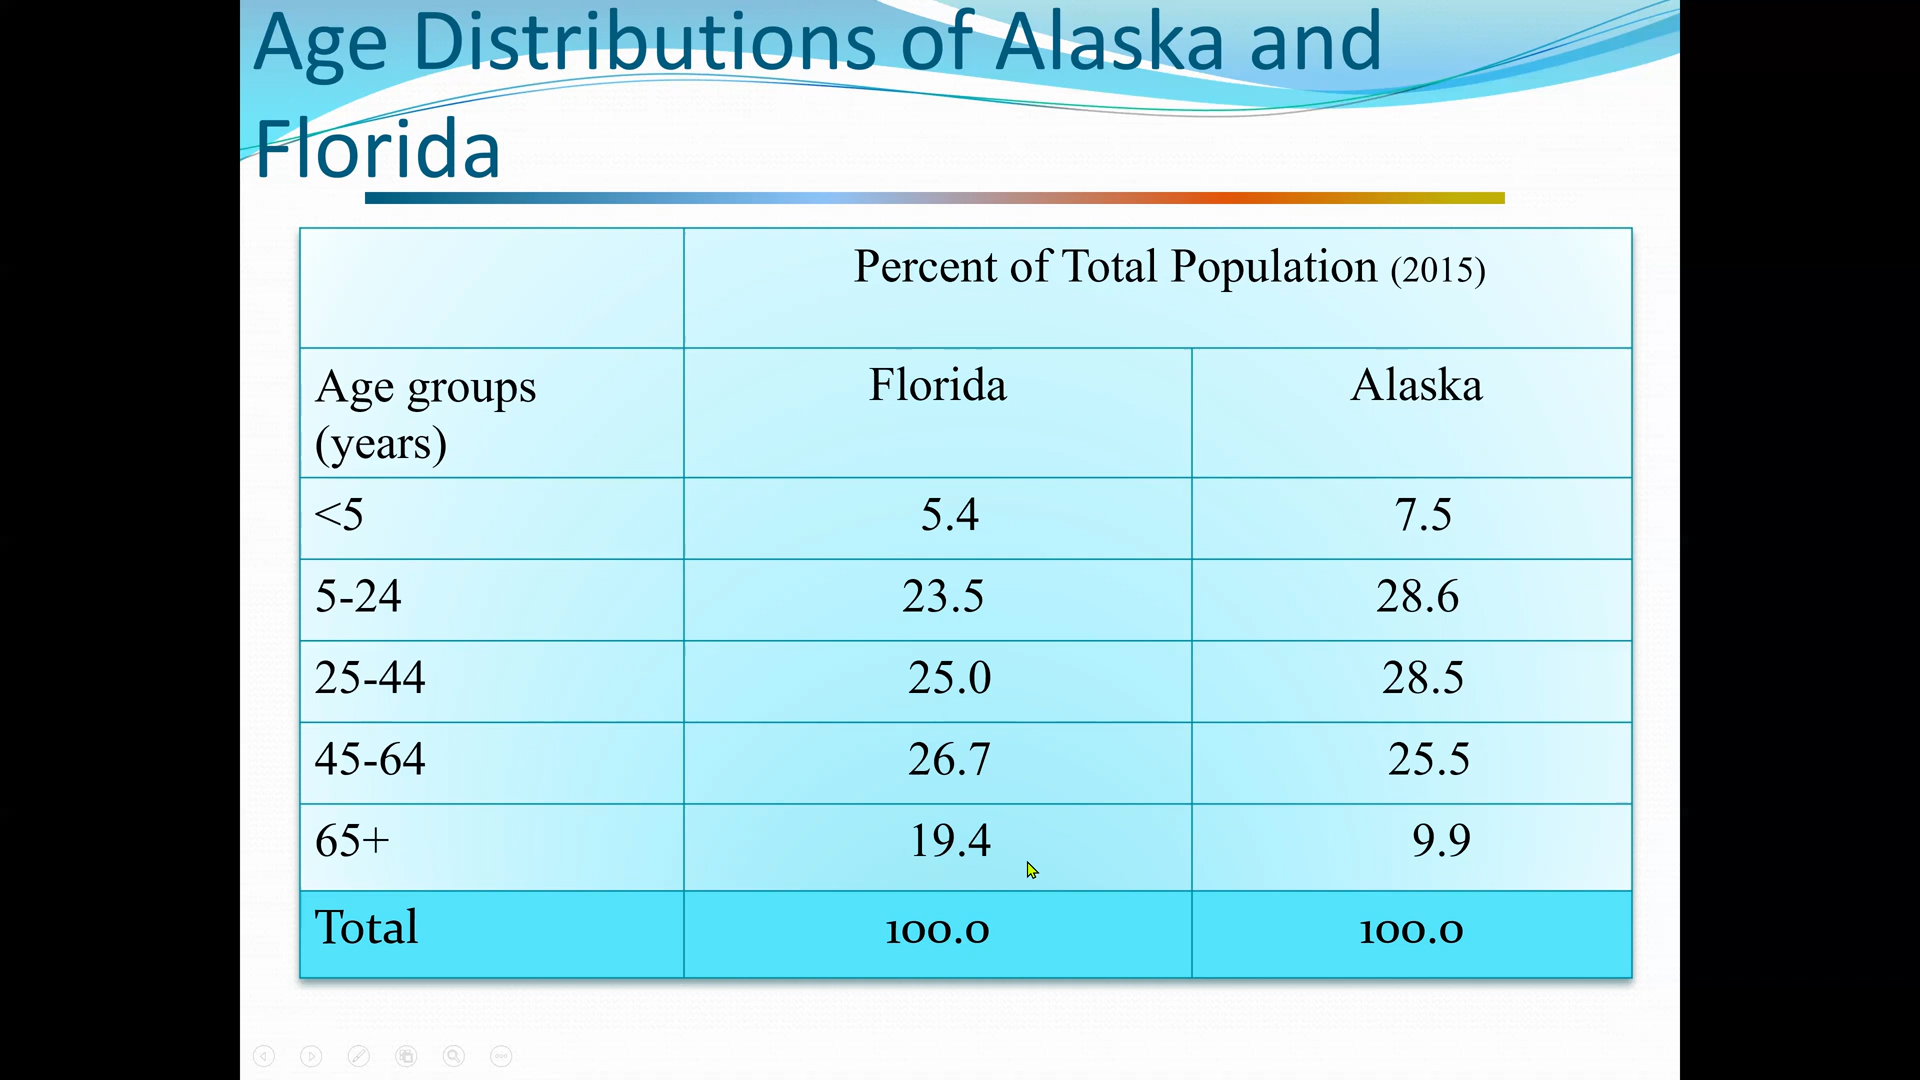 Age Distributions of Alaska and
Florida
Percent of Total Population (2015)
Age groups
(years)
Florida
Alaska
<5 5.4 7.5
5-24 23.5 28.6
25-44 25.0 28.5
45-64 26.7 25.5
65+ 19.4 9.9
Total 100.0 100.0